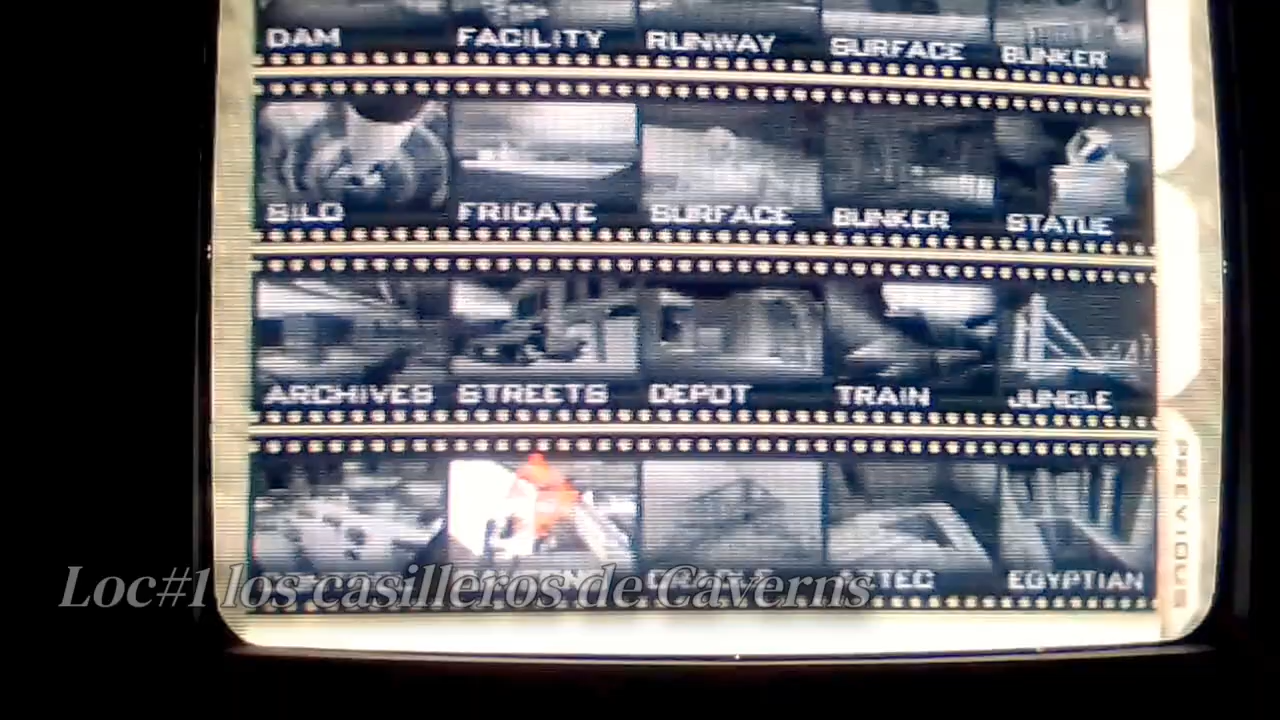 DAM FACILITY RUNWAY SURFACE BUNKER
SILO FRIGATE SURFACE BUNKER STATUE
ARCHIVES STREETS DEPOT TRAIN JUNGLE
CRADLE AZTEC EGYPTIAN
PREVIOUS
Loc#1 los casilleros de Caverns